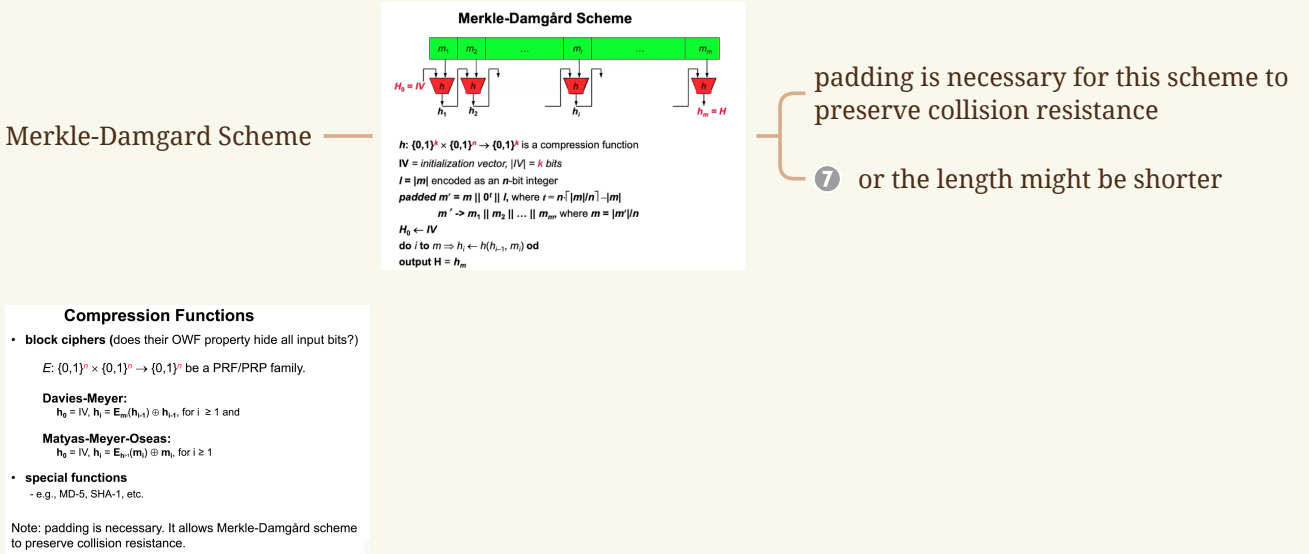 Merkle-Damgard Scheme
Merkle-Damgård Scheme
m₁ m₂ ... mᵢ ... mₘ
H₀ = IV h h h h
h₁ h₂ hᵢ hₘ = H
h: {0,1}ᵏ × {0,1}ⁿ → {0,1}ᵏ is a compression function
IV = initialization vector, |IV| = k bits
l = |m| encoded as an n-bit integer
padded m' = m || 0ᵗ || l, where t = n·⌈|m|/n⌉ –|m|
m ′ -> m₁ || m₂ || … || mₘ, where m = |m'|/n
H₀ ← IV
do i to m ⇒ hᵢ ← h(hᵢ₋₁, mᵢ) od
output H = hₘ
padding is necessary for this scheme to
preserve collision resistance
7 or the length might be shorter
Compression Functions
• block ciphers (does their OWF property hide all input bits?)
E: {0,1}ⁿ × {0,1}ⁿ → {0,1}ⁿ be a PRF/PRP family.
Davies-Meyer:
h₀ = IV, hᵢ = Eₘᵢ(hᵢ₋₁) ⊕ hᵢ₋₁, for i ≥ 1 and
Matyas-Meyer-Oseas:
h₀ = IV, hᵢ = Eₕᵢ₋₁(mᵢ) ⊕ mᵢ, for i ≥ 1
• special functions
- e.g., MD-5, SHA-1, etc.
Note: padding is necessary. It allows Merkle-Damgård scheme
to preserve collision resistance.